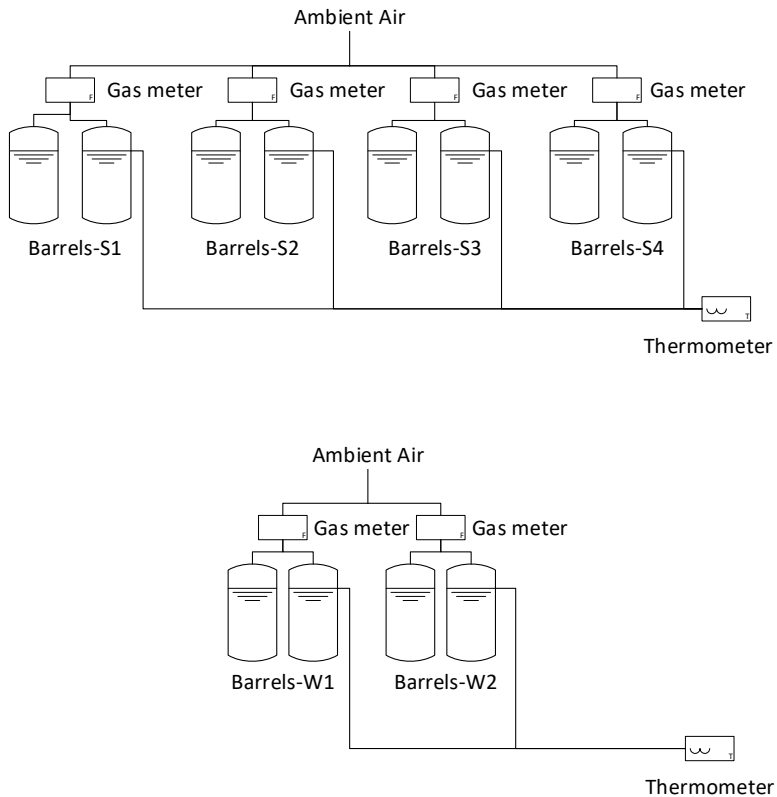 Ambient Air
Gas meter Gas meter Gas meter Gas meter
F F F F
Barrels-S1 Barrels-S2 Barrels-S3 Barrels-S4
T
Thermometer
Ambient Air
Gas meter Gas meter
F F
Barrels-W1 Barrels-W2
T
Thermometer